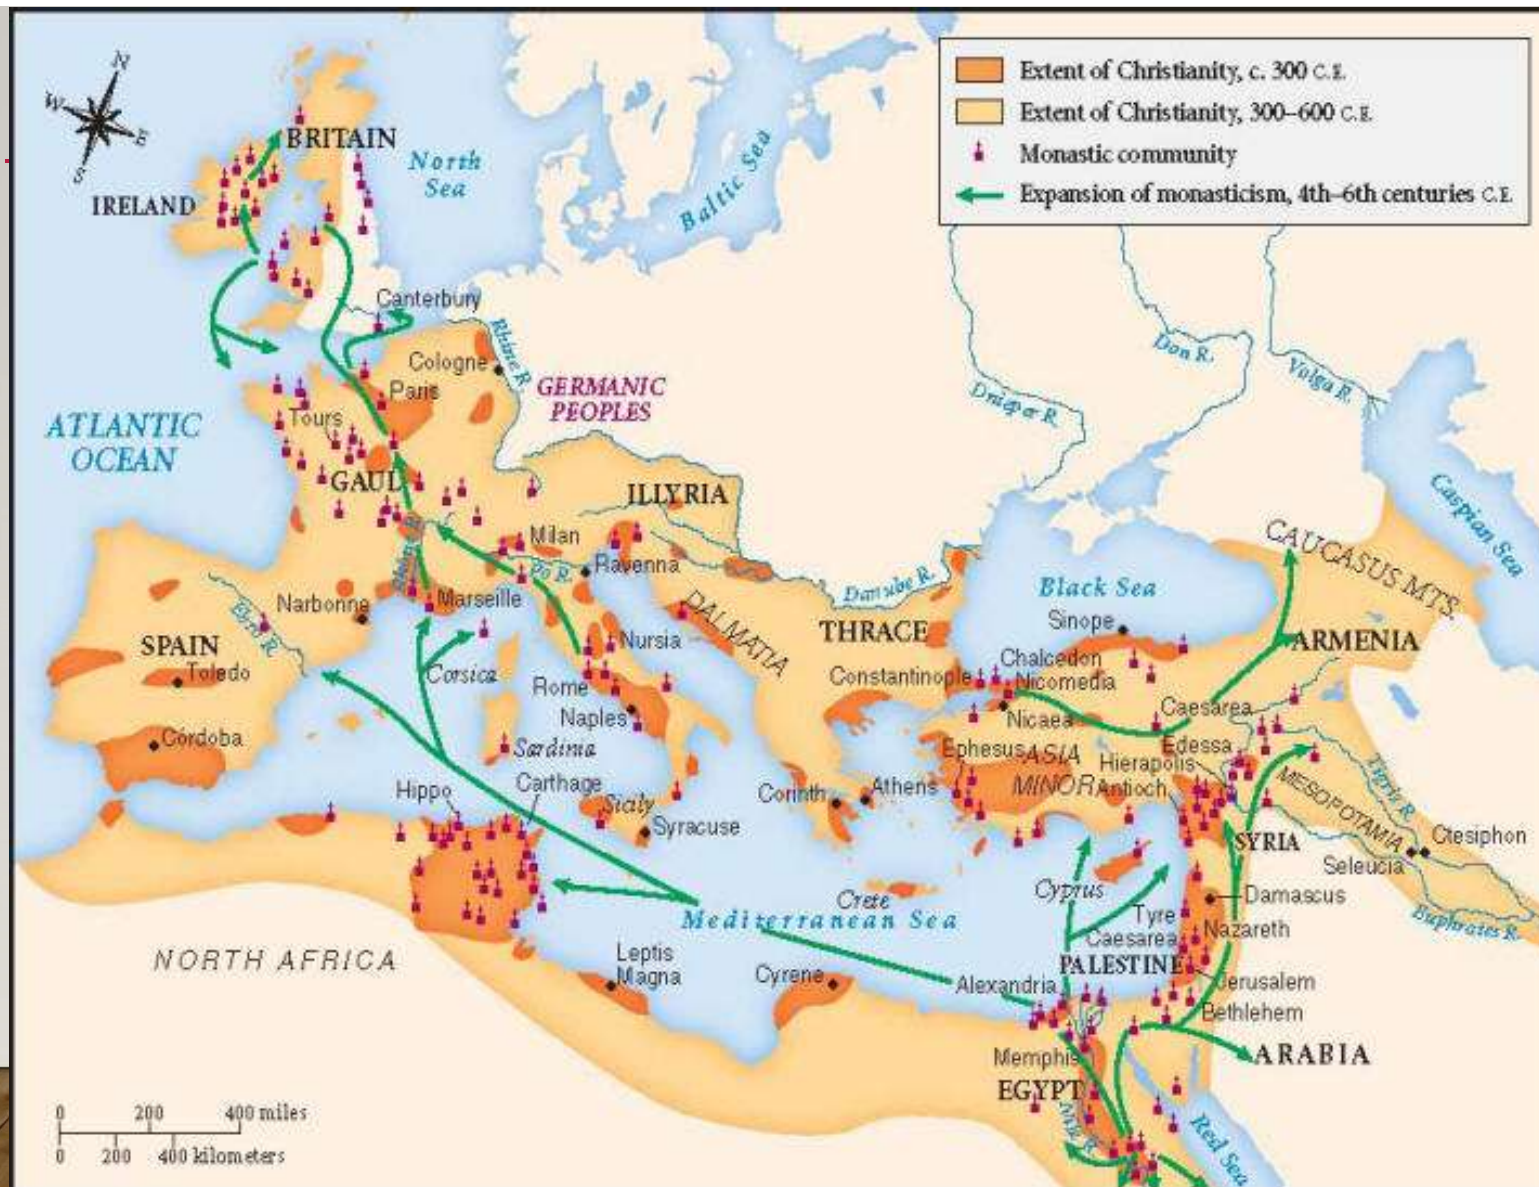 N
W
E
S
Extent of Christianity, c. 300 C.E.
Extent of Christianity, 300–600 C.E.
Monastic community
Expansion of monasticism, 4th–6th centuries C.E.
BRITAIN
North
Sea
IRELAND
Baltic Sea
Canterbury
Rhine R.
Cologne
Paris
GERMANIC
PEOPLES
Don R.
Volga R.
Dnieper R.
ATLANTIC
OCEAN
Tours
GAUL
ILLYRIA
Caspian Sea
Milan
CAUCASUS MTS.
Po R.
Ravenna
Danube R.
Black Sea
Narbonne
Marseille
DALMATIA
Sinope
Ebro R.
SPAIN
Nursia
THRACE
ARMENIA
Toledo
Corsica
Rome
Constantinople
Chalcedon
Nicomedia
Naples
Nicaea
Caesarea
Córdoba
Sardinia
Ephesus
ASIA
MINOR
Edessa
Hierapolis
Tigris R.
Hippo
Carthage
Sicily
Corinth
Athens
Antioch
MESOPOTAMIA
Syracuse
SYRIA
Ctesiphon
Seleucia
Crete
Cyprus
Damascus
Mediterranean Sea
Tyre
Nazareth
Euphrates R.
Caesarea
NORTH AFRICA
Leptis
Magna
Cyrene
PALESTINE
Alexandria
Jerusalem
Bethlehem
Memphis
ARABIA
EGYPT
Nile R.
Red Sea
0 200 400 miles
0 200 400 kilometers